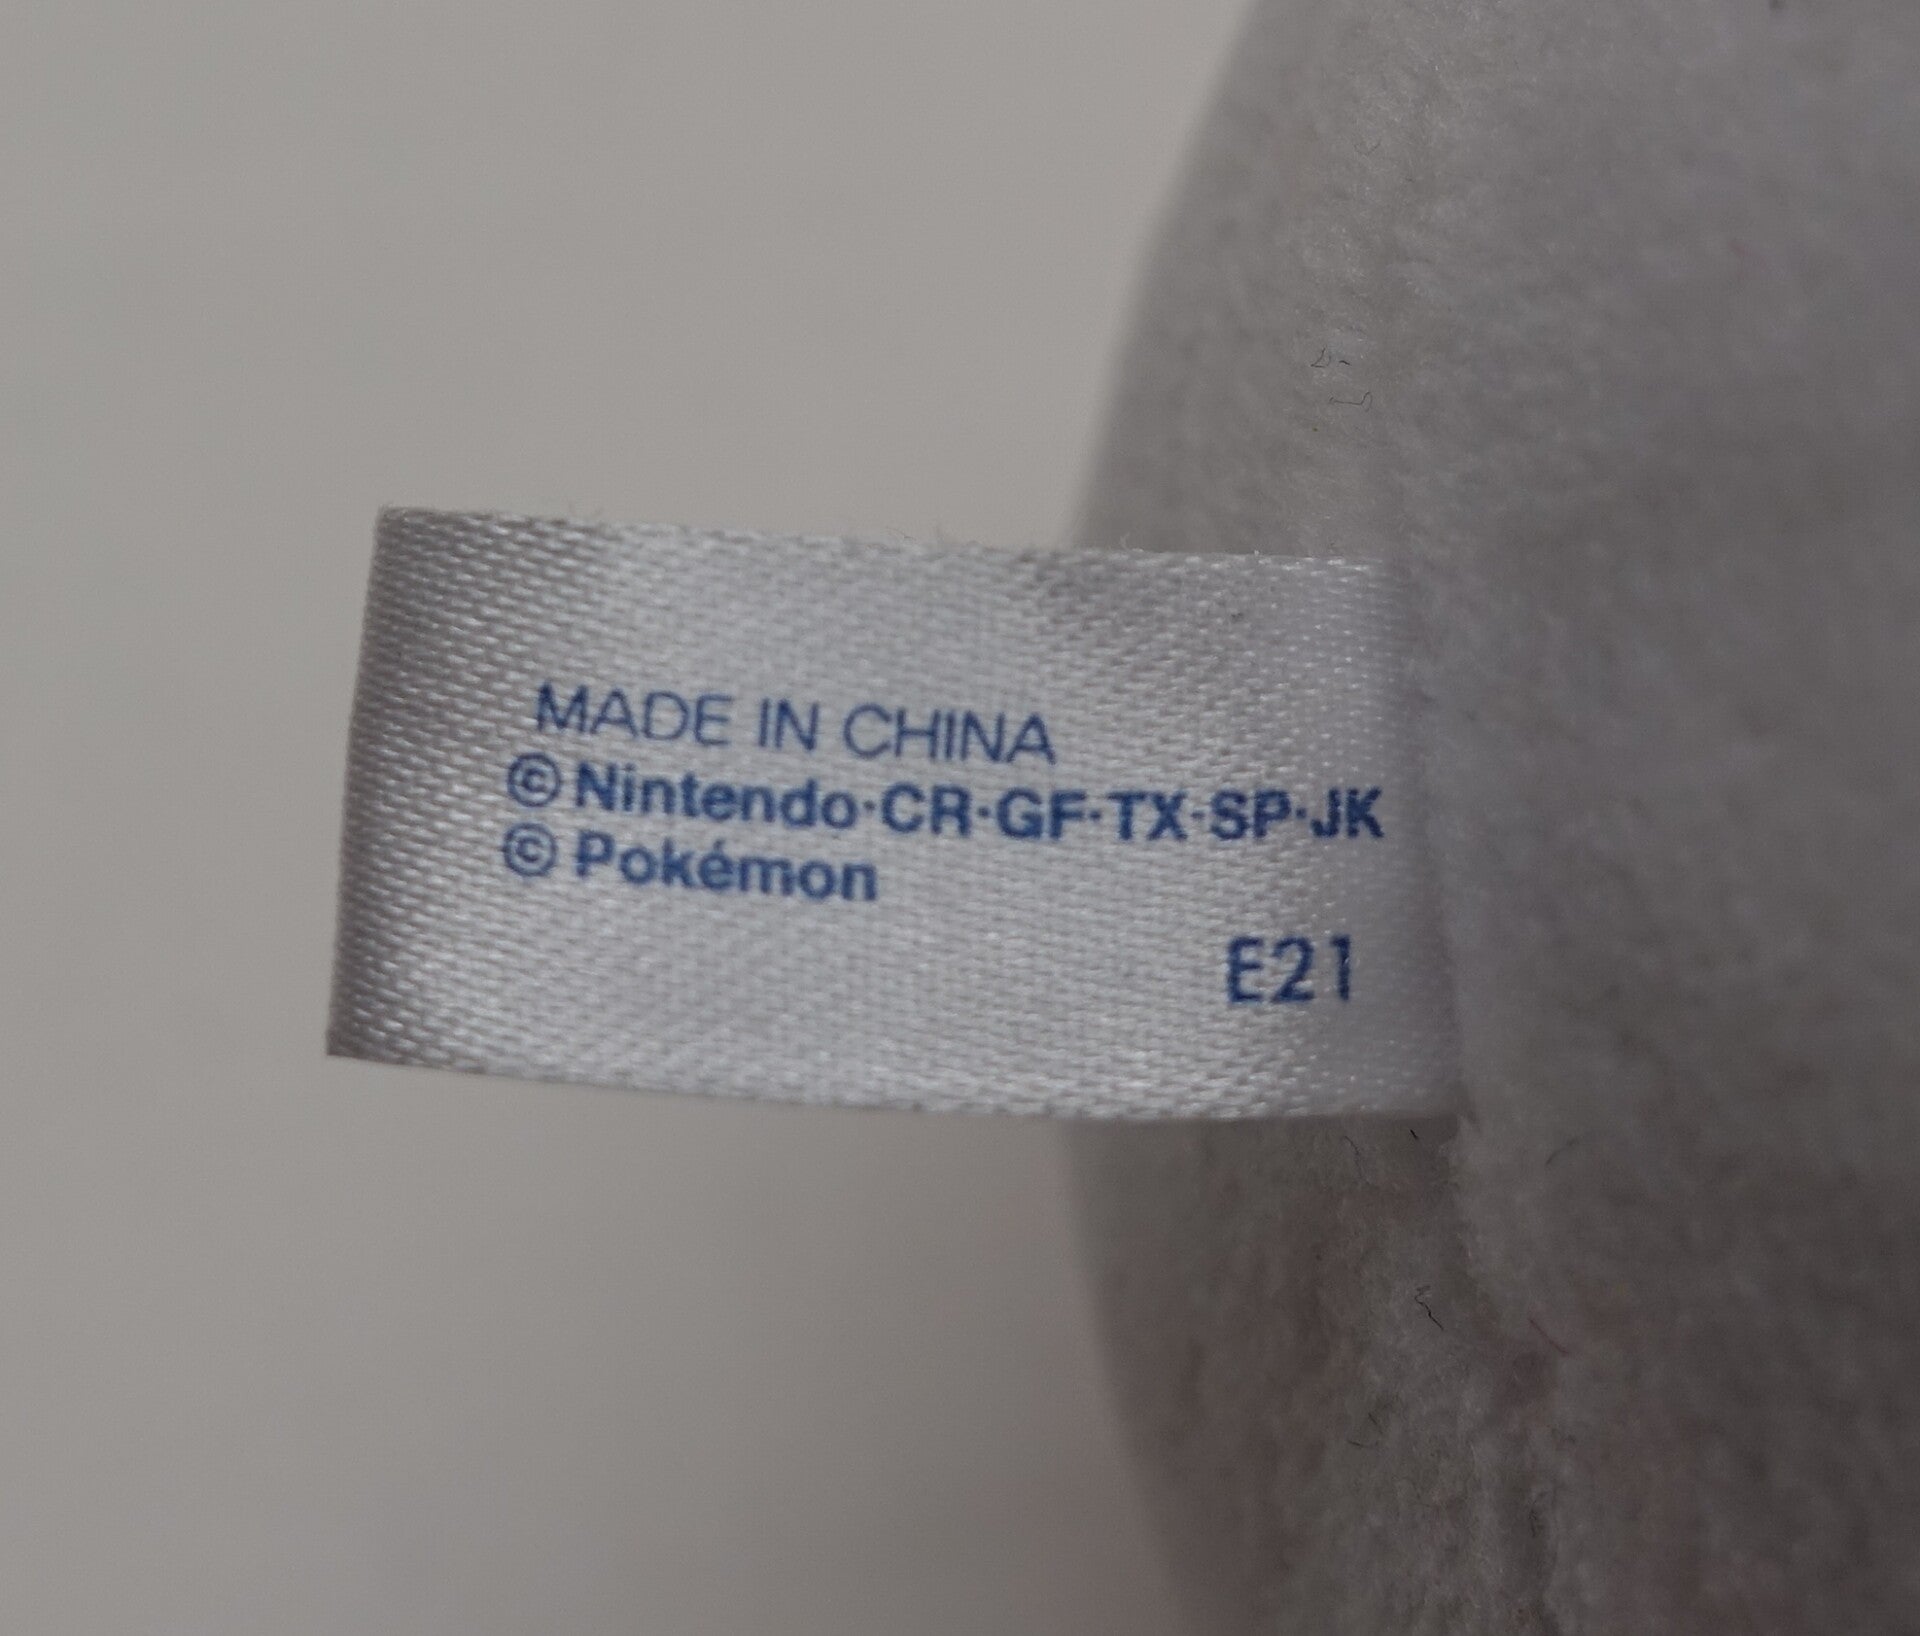 MADE IN CHINA
©Nintendo·CR·GF·TX·SP·JK
©Pokémon
E21